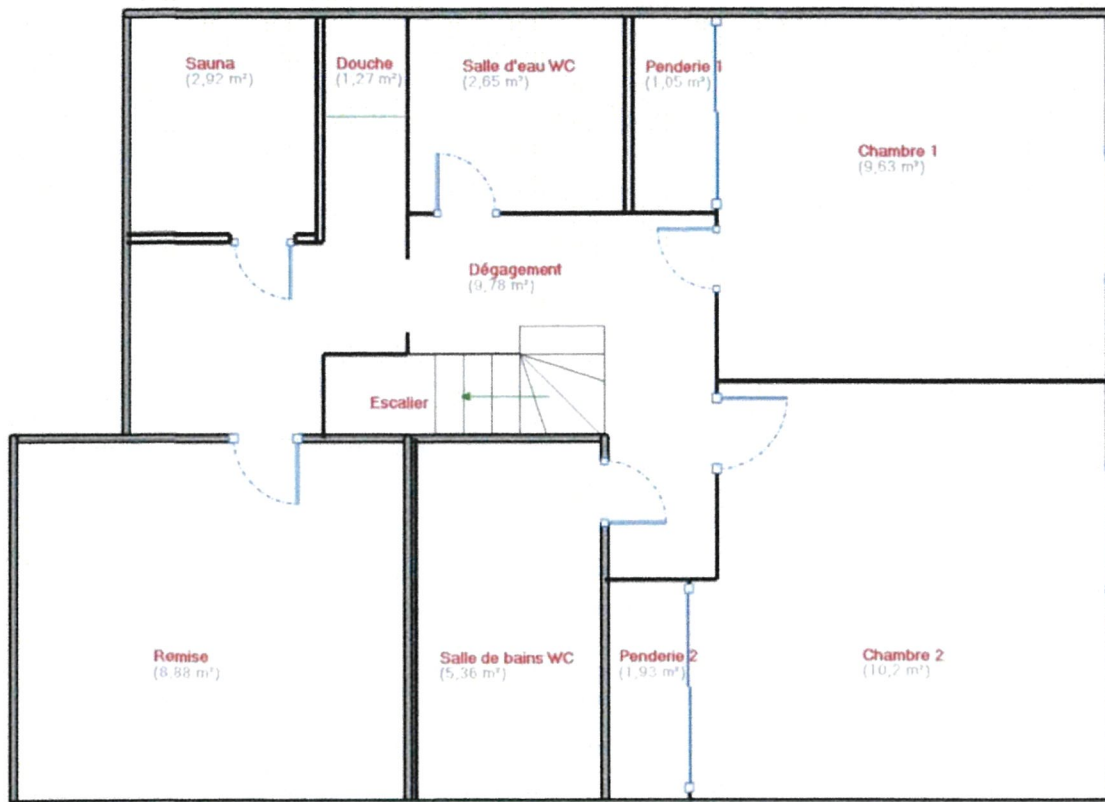 Sauna
(2,92 m²)
Douche
(1,27 m²)
Salle d'eau WC
(2,65 m²)
Penderie 1
(1,05 m²)
Chambre 1
(9,63 m²)
Dégagement
(9,78 m²)
Escalier
Remise
(8,88 m²)
Salle de bains WC
(5,36 m²)
Penderie 2
(1,93 m²)
Chambre 2
(10,2 m²)